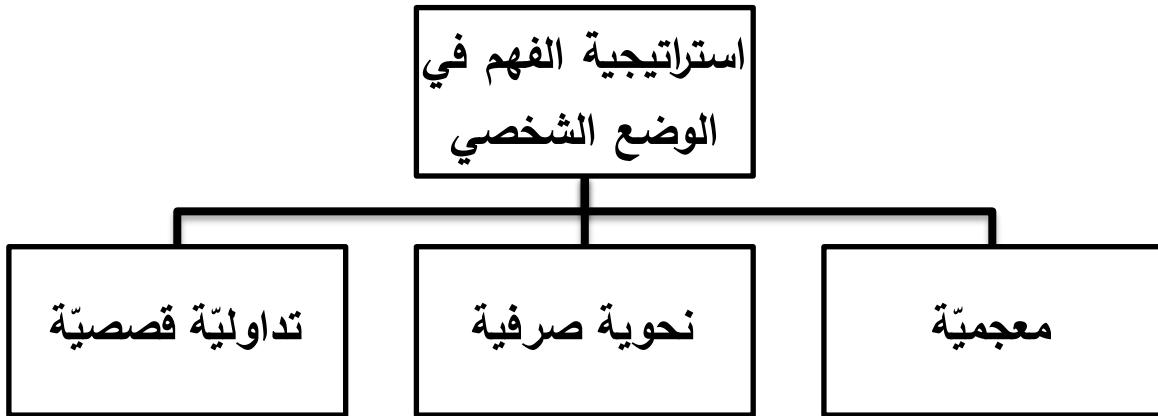 استراتيجية الفهم في
الوضع الشخصي
معجميّة
نحوية صرفية
تداوليّة قصصيّة